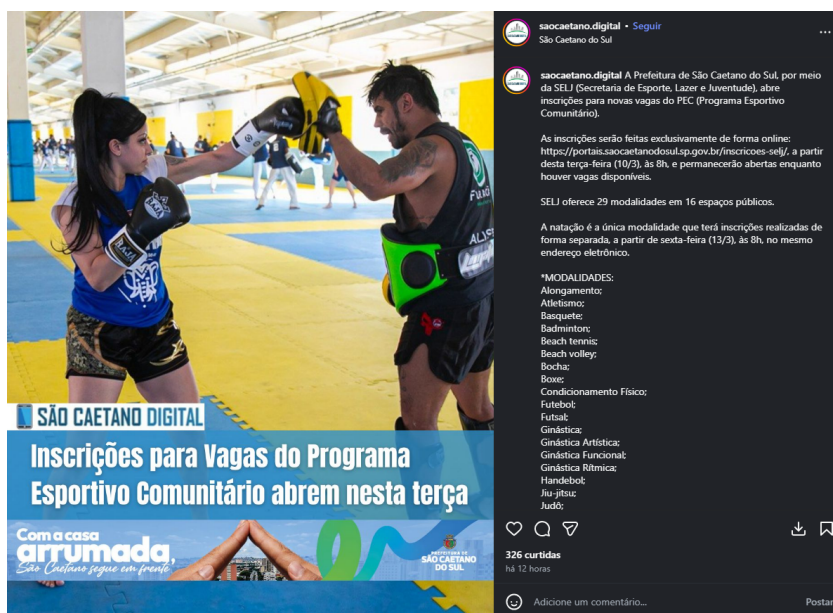 RAJA
RAJA
ALYS
SÃO CAETANO DIGITAL
Inscrições para Vagas do Programa
Esportivo Comunitário abrem nesta terça
Com a casa
arrumada,
São Caetano segue em frente.
PREFEITURA DE
SÃO CAETANO
DO SUL
saocaetano.digital • Seguir
São Caetano do Sul
saocaetano.digital A Prefeitura de São Caetano do Sul, por meio
da SELJ (Secretaria de Esporte, Lazer e Juventude), abre
inscrições para novas vagas do PEC (Programa Esportivo
Comunitário).
As inscrições serão feitas exclusivamente de forma online:
https://portais.saocaetanodosul.sp.gov.br/inscricoes-selj/, a partir
desta terça-feira (10/3), às 8h, e permanecerão abertas enquanto
houver vagas disponíveis.
SELJ oferece 29 modalidades em 16 espaços públicos.
A natação é a única modalidade que terá inscrições realizadas de
forma separada, a partir de sexta-feira (13/3), às 8h, no mesmo
endereço eletrônico.
*MODALIDADES:
Alongamento;
Atletismo;
Basquete;
Badminton;
Beach tennis;
Beach volley;
Bocha;
Boxe;
Condicionamento Físico;
Futebol;
Futsal;
Ginástica;
Ginástica Artística;
Ginástica Funcional;
Ginástica Rítmica;
Handebol;
Jiu-jitsu;
Judô;
326 curtidas
há 12 horas
Adicione um comentário...
Postar